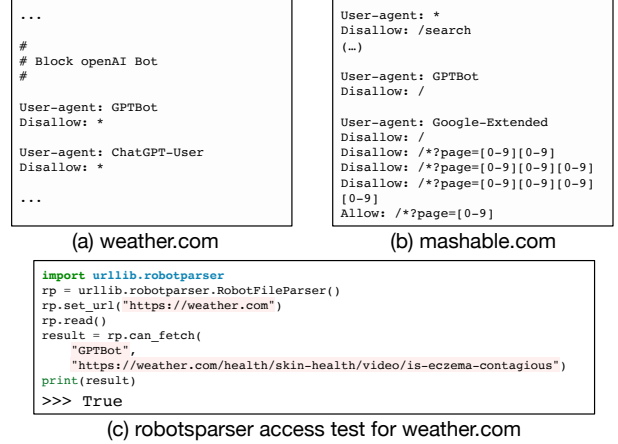 ...
#
# Block openAI Bot
#
User-agent: GPTBot
Disallow: *
User-agent: ChatGPT-User
Disallow: *
...
(a) weather.com
User-agent: *
Disallow: /search
(…)
User-agent: GPTBot
Disallow: /
User-agent: Google-Extended
Disallow: /
Disallow: /*?page=[0-9][0-9]
Disallow: /*?page=[0-9][0-9][0-9]
Disallow: /*?page=[0-9][0-9][0-9]
[0-9]
Allow: /*?page=[0-9]
(b) mashable.com
import urllib.robotparser
rp = urllib.robotparser.RobotFileParser()
rp.set_url("https://weather.com")
rp.read()
result = rp.can_fetch(
    "GPTBot",
    "https://weather.com/health/skin-health/video/is-eczema-contagious")
print(result)
>>> True
(c) robotsparser access test for weather.com